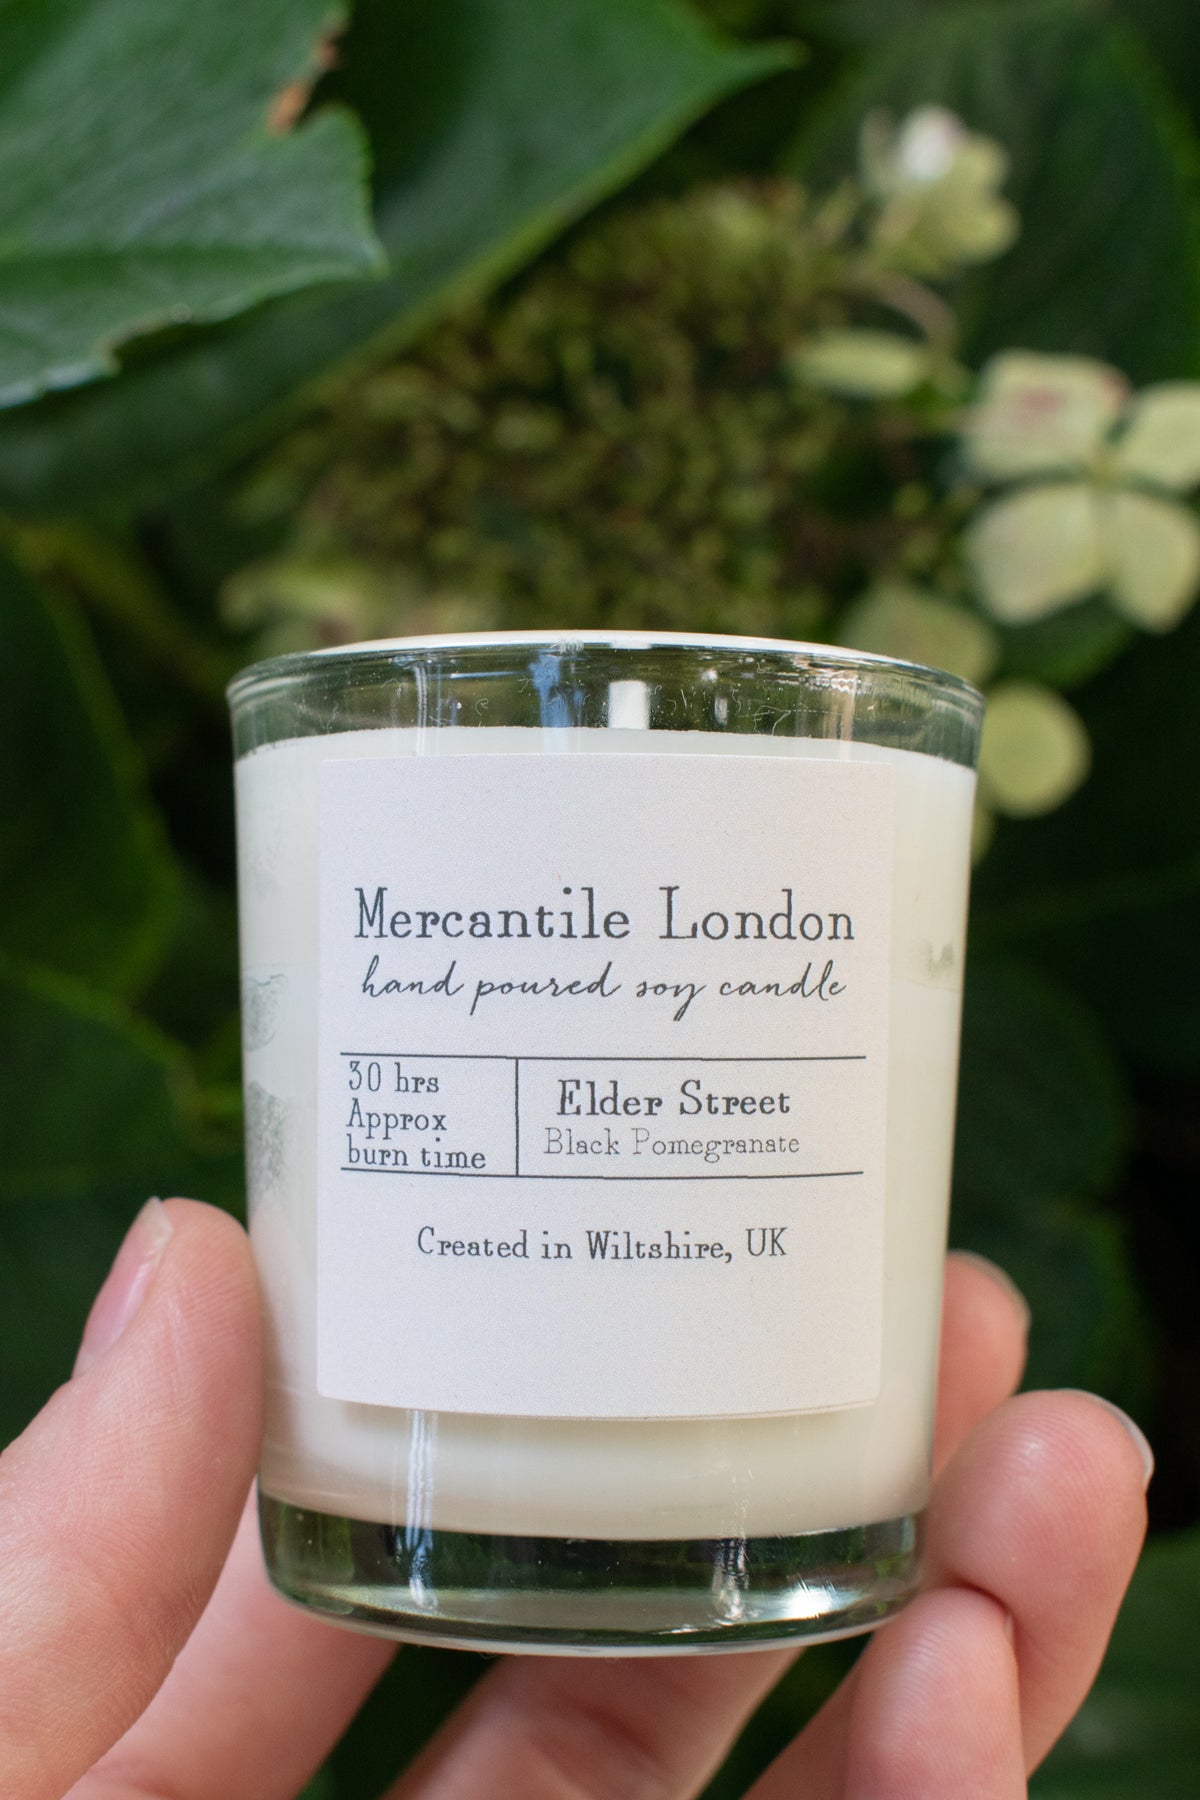 Mercantile London
hand poured soy candle
30 hrs
Approx
burn time
Elder Street
Black Pomegranate
Created in Wiltshire, UK